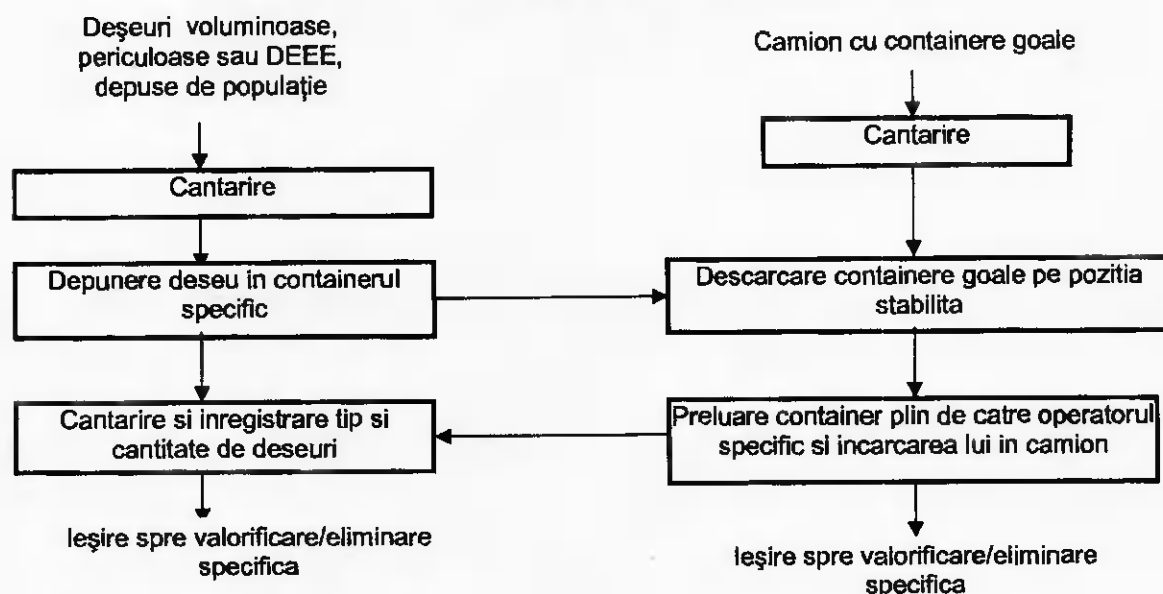 Deşeuri voluminoase,
periculoase sau DEEE,
depuse de populaţie
Cantarire
Depunere deseu in containerul
specific
Cantarire si inregistrare tip si
cantitate de deseuri
Ieşire spre valorificare/eliminare
specifica
Camion cu containere goale
Cantarire
Descarcare containere goale pe pozitia
stabilita
Preluare container plin de catre operatorul
specific si incarcarea lui in camion
Ieşire spre valorificare/eliminare
specifica